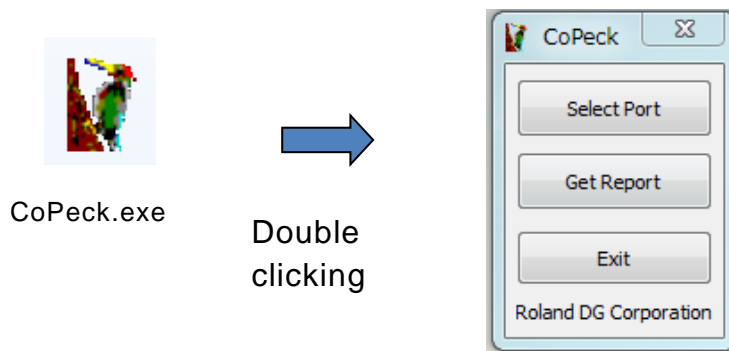 CoPeck.exe
Double
clicking
CoPeck
Select Port
Get Report
Exit
Roland DG Corporation